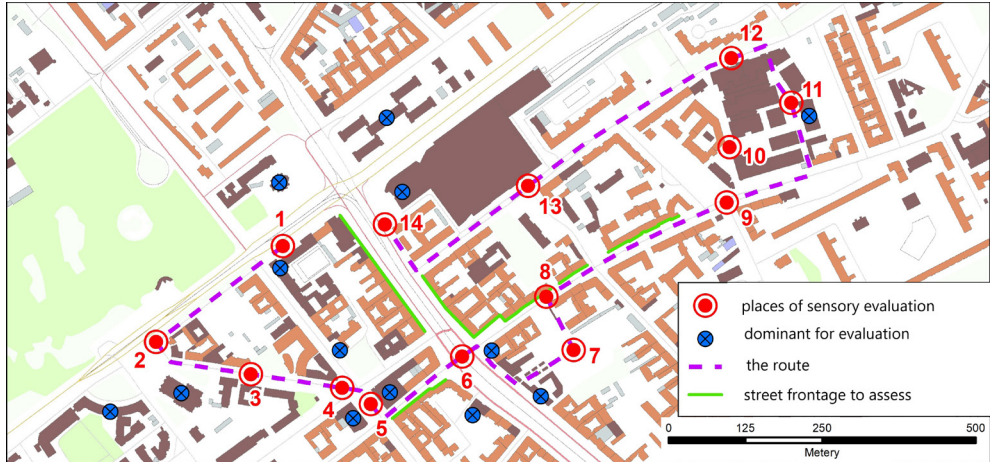 12
11
10
1
14
13
9
8
2
3
7
6
4
5
places of sensory evaluation
dominant for evaluation
the route
street frontage to assess
0 125 250 500
Metery